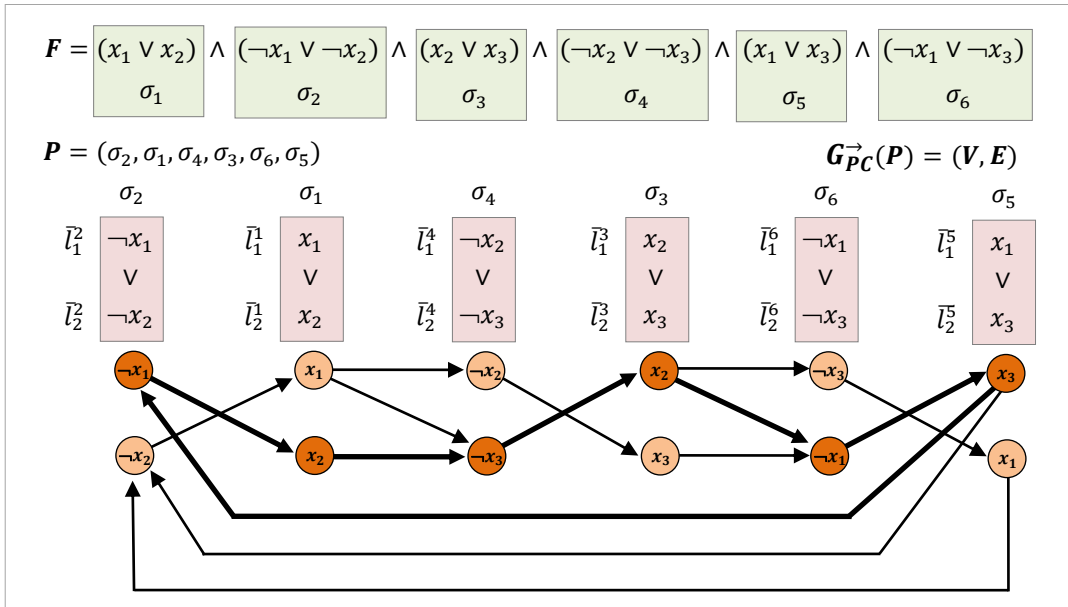 F = (x₁ ∨ x₂) ∧ (¬x₁ ∨ ¬x₂) ∧ (x₂ ∨ x₃) ∧ (¬x₂ ∨ ¬x₃) ∧ (x₁ ∨ x₃) ∧ (¬x₁ ∨ ¬x₃)
σ₁ σ₂ σ₃ σ₄ σ₅ σ₆
P = (σ₂, σ₁, σ₄, σ₃, σ₆, σ₅) G⃗_PC(P) = (V, E)
σ₂ σ₁ σ₄ σ₃ σ₆ σ₅
l̄₁² ¬x₁ l̄₁¹ x₁ l̄₁⁴ ¬x₂ l̄₁³ x₂ l̄₁⁶ ¬x₁ l̄₁⁵ x₁
∨ ∨ ∨ ∨ ∨ ∨
l̄₂² ¬x₂ l̄₂¹ x₂ l̄₂⁴ ¬x₃ l̄₂³ x₃ l̄₂⁶ ¬x₃ l̄₂⁵ x₃
¬x₁ x₁ ¬x₂ x₂ ¬x₃ x₃
¬x₂ x₂ ¬x₃ x₃ ¬x₁ x₁